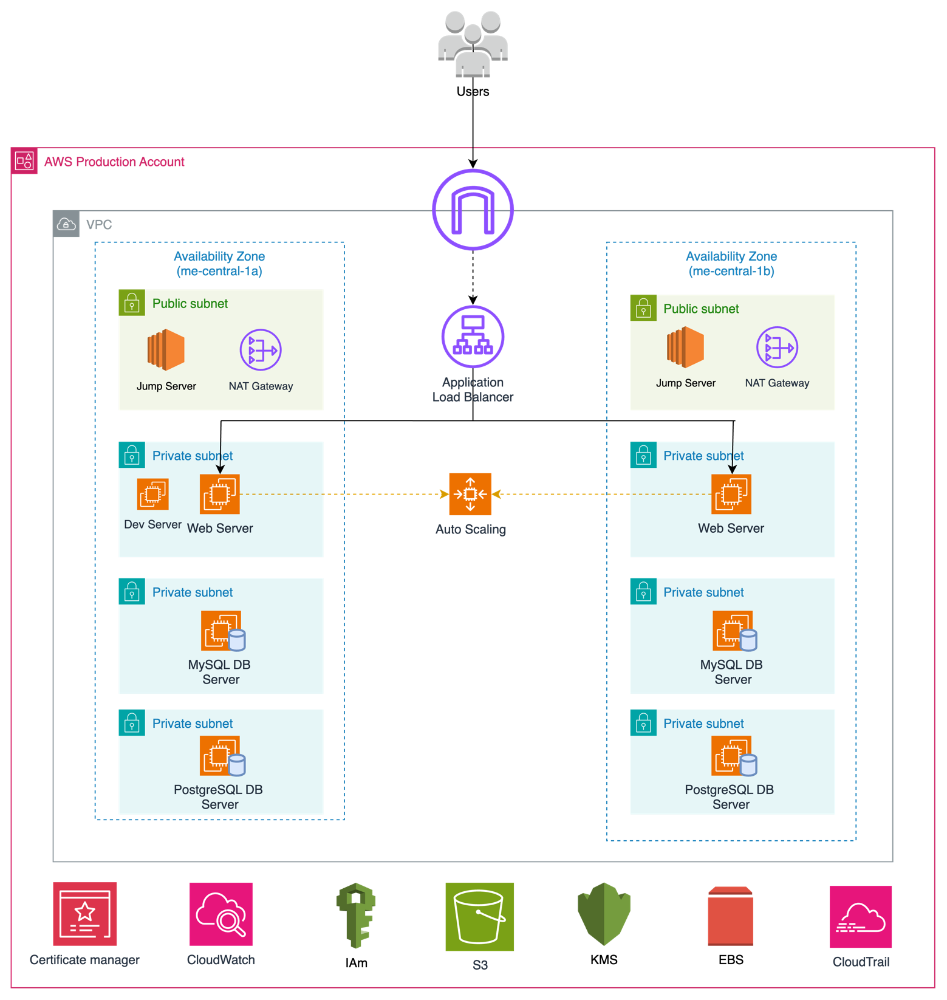 Users
AWS Production Account
VPC
Availability Zone
(me-central-1a)
Public subnet
Jump Server
NAT Gateway
Availability Zone
(me-central-1b)
Public subnet
Jump Server
NAT Gateway
Application
Load Balancer
Private subnet
Dev Server
Web Server
Auto Scaling
Private subnet
Web Server
Private subnet
MySQL DB
Server
Private subnet
MySQL DB
Server
Private subnet
PostgreSQL DB
Server
Private subnet
PostgreSQL DB
Server
Certificate manager
CloudWatch
IAm
S3
KMS
EBS
CloudTrail